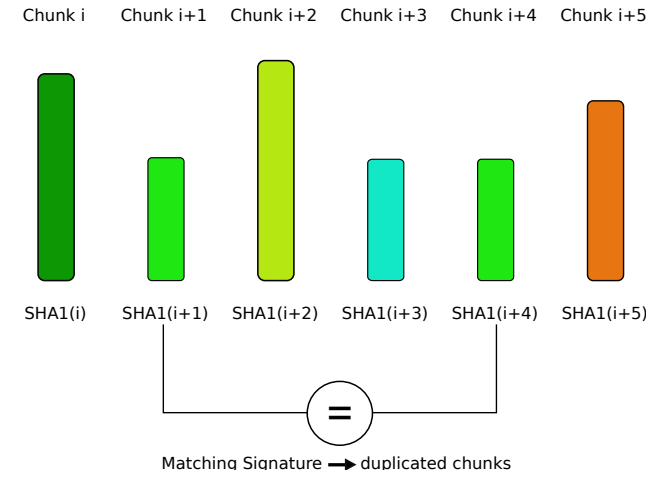 Chunk i Chunk i+1 Chunk i+2 Chunk i+3 Chunk i+4 Chunk i+5
SHA1(i) SHA1(i+1) SHA1(i+2) SHA1(i+3) SHA1(i+4) SHA1(i+5)
=
Matching Signature → duplicated chunks